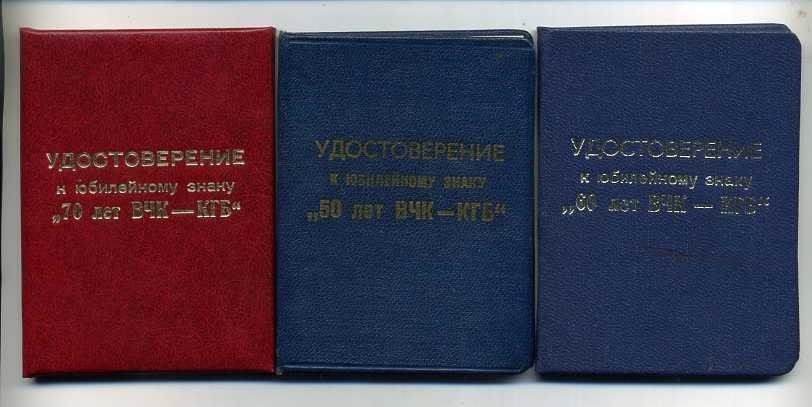 УДОСТОВЕРЕНИЕ
к юбилейному знаку
„70 лет ВЧК—КГБ“
УДОСТОВЕРЕНИЕ
к юбилейному знаку
„50 лет ВЧК—КГБ“
УДОСТОВЕРЕНИЕ
к юбилейному знаку
„60 лет ВЧК — КГБ“